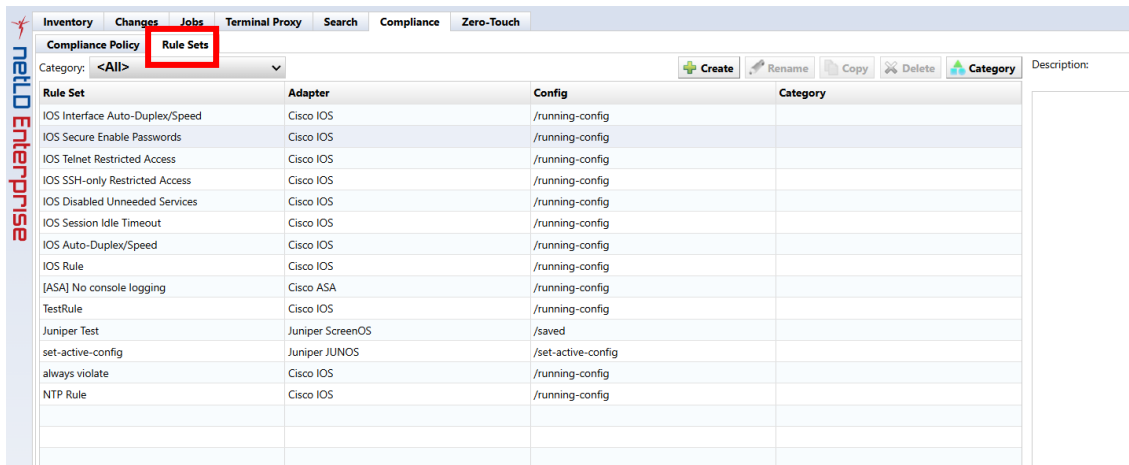 Inventory Changes Jobs Terminal Proxy Search Compliance Zero-Touch
Compliance Policy Rule Sets
Category: <All> Create Rename Copy Delete Category Description:
Rule Set Adapter Config Category
IOS Interface Auto-Duplex/Speed Cisco IOS /running-config
IOS Secure Enable Passwords Cisco IOS /running-config
IOS Telnet Restricted Access Cisco IOS /running-config
IOS SSH-only Restricted Access Cisco IOS /running-config
IOS Disabled Unneeded Services Cisco IOS /running-config
IOS Session Idle Timeout Cisco IOS /running-config
IOS Auto-Duplex/Speed Cisco IOS /running-config
IOS Rule Cisco IOS /running-config
[ASA] No console logging Cisco ASA /running-config
TestRule Cisco IOS /running-config
Juniper Test Juniper ScreenOS /saved
set-active-config Juniper JUNOS /set-active-config
always violate Cisco IOS /running-config
NTP Rule Cisco IOS /running-config
netLD Enterprise